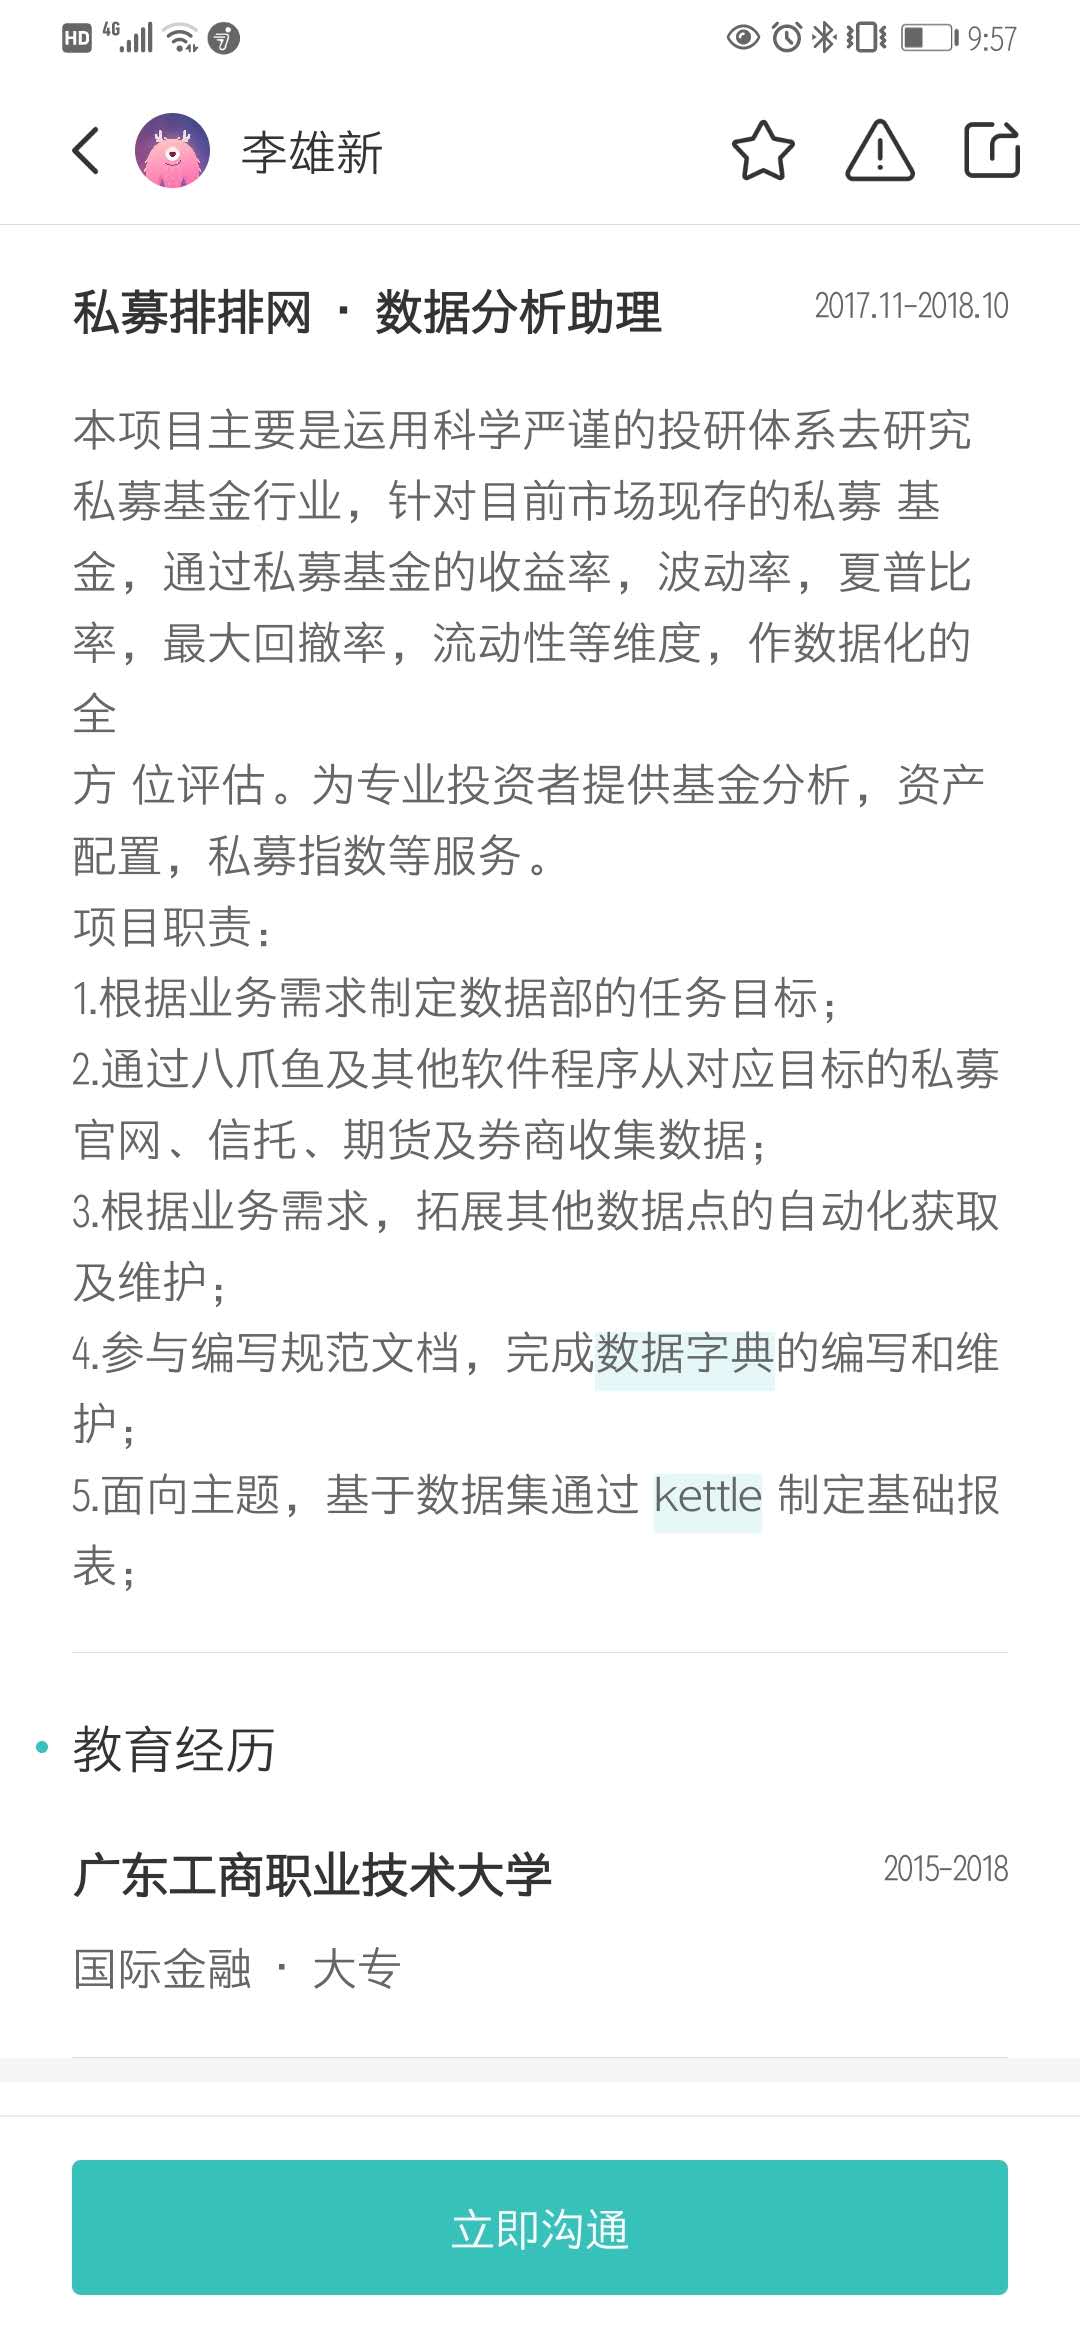 HD 4G 9:57
李雄新
私募排排网 · 数据分析助理 2017.11-2018.10
本项目主要是运用科学严谨的投研体系去研究
私募基金行业，针对目前市场现存的私募 基
金，通过私募基金的收益率，波动率，夏普比
率，最大回撤率，流动性等维度，作数据化的
全
方 位评估。为专业投资者提供基金分析，资产
配置，私募指数等服务。
项目职责：
1.根据业务需求制定数据部的任务目标；
2.通过八爪鱼及其他软件程序从对应目标的私募
官网、信托、期货及券商收集数据；
3.根据业务需求，拓展其他数据点的自动化获取
及维护；
4.参与编写规范文档，完成数据字典的编写和维
护；
5.面向主题，基于数据集通过 kettle 制定基础报
表；
教育经历
广东工商职业技术大学 2015-2018
国际金融 · 大专
立即沟通